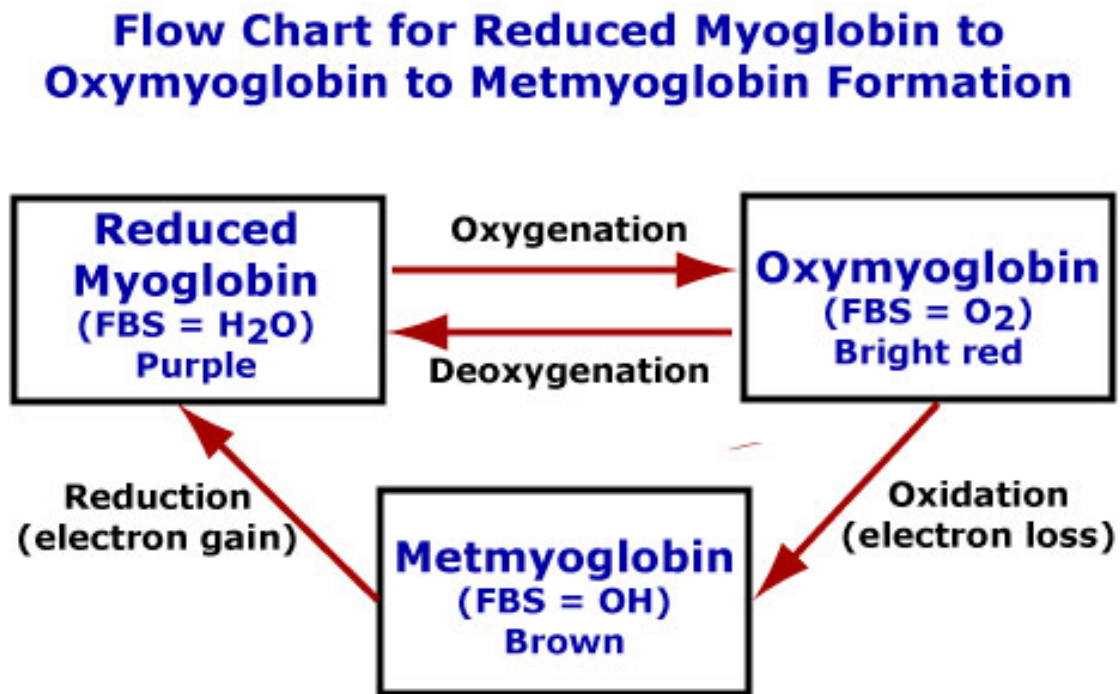 Flow Chart for Reduced Myoglobin to
Oxymyoglobin to Metmyoglobin Formation
Reduced
Myoglobin
(FBS = H₂O)
Purple
Oxygenation
Deoxygenation
Oxymyoglobin
(FBS = O₂)
Bright red
Reduction
(electron gain)
Metmyoglobin
(FBS = OH)
Brown
Oxidation
(electron loss)